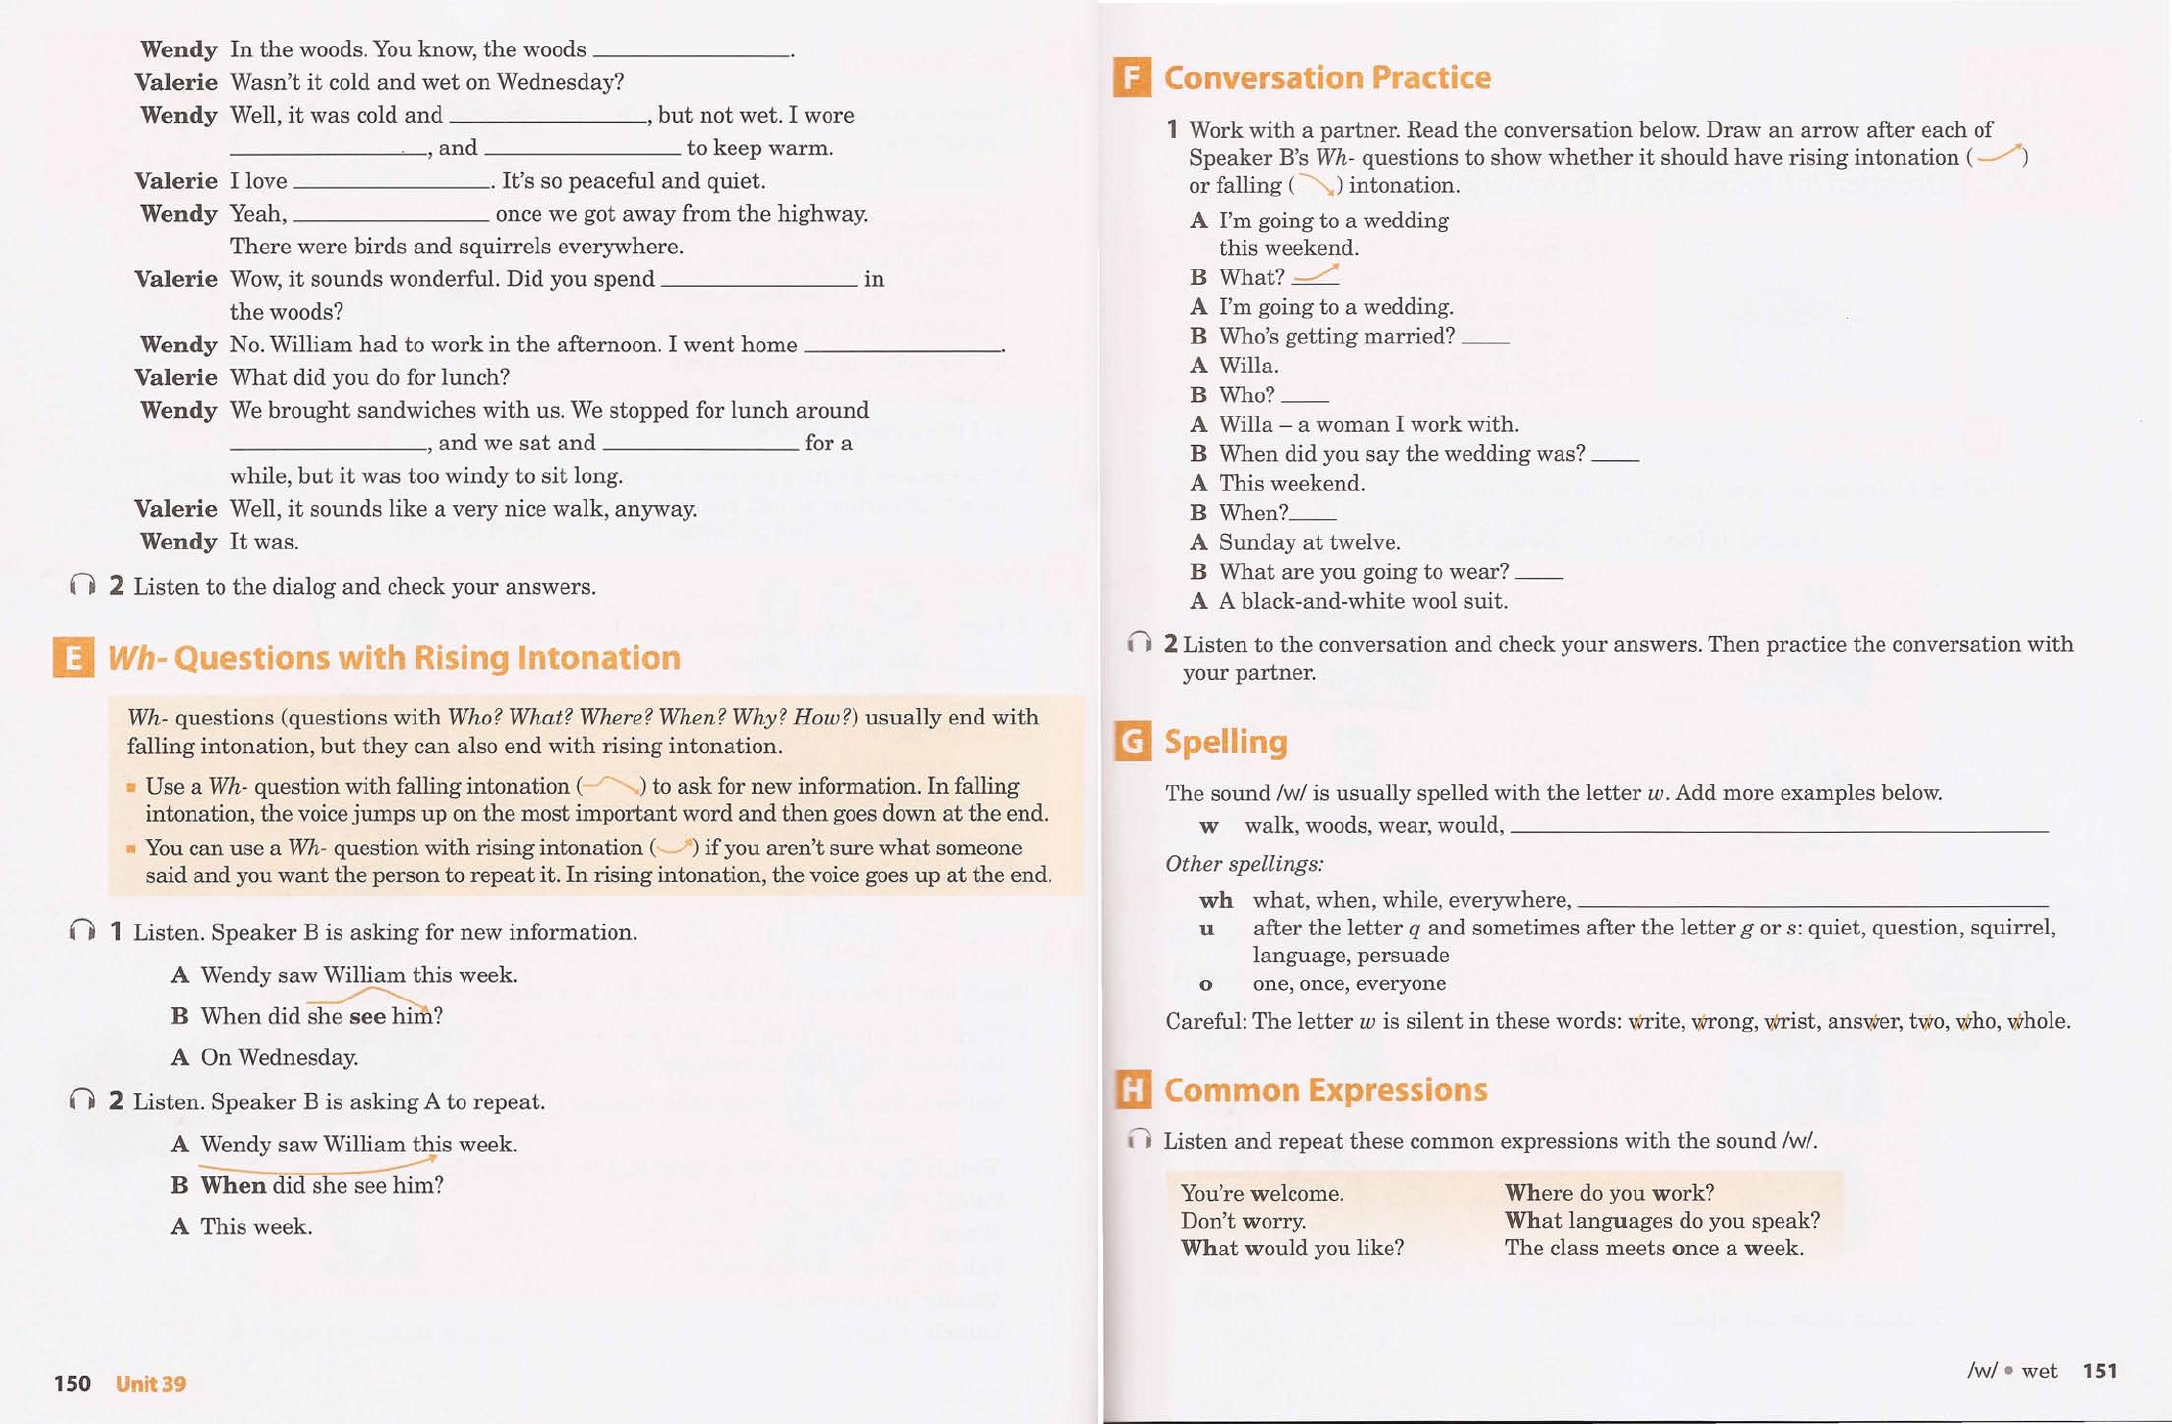 Wendy In the woods. You know, the woods ____________.
Valerie Wasn't it cold and wet on Wednesday?
Wendy Well, it was cold and ____________, but not wet. I wore
____________, and ____________ to keep warm.
Valerie I love ____________. It's so peaceful and quiet.
Wendy Yeah, ____________ once we got away from the highway.
There were birds and squirrels everywhere.
Valerie Wow, it sounds wonderful. Did you spend ____________ in
the woods?
Wendy No. William had to work in the afternoon. I went home ____________.
Valerie What did you do for lunch?
Wendy We brought sandwiches with us. We stopped for lunch around
____________, and we sat and ____________ for a
while, but it was too windy to sit long.
Valerie Well, it sounds like a very nice walk, anyway.
Wendy It was.
2 Listen to the dialog and check your answers.
E Wh- Questions with Rising Intonation
Wh- questions (questions with Who? What? Where? When? Why? How?) usually end with
falling intonation, but they can also end with rising intonation.
Use a Wh- question with falling intonation ( ) to ask for new information. In falling
intonation, the voice jumps up on the most important word and then goes down at the end.
You can use a Wh- question with rising intonation ( ) if you aren't sure what someone
said and you want the person to repeat it. In rising intonation, the voice goes up at the end.
1 Listen. Speaker B is asking for new information.
A Wendy saw William this week.
B When did she see him?
A On Wednesday.
2 Listen. Speaker B is asking A to repeat.
A Wendy saw William this week.
B When did she see him?
A This week.
150 Unit 39
F Conversation Practice
1 Work with a partner. Read the conversation below. Draw an arrow after each of
Speaker B's Wh- questions to show whether it should have rising intonation ( )
or falling ( ) intonation.
A I'm going to a wedding
this weekend.
B What? ____
A I'm going to a wedding.
B Who's getting married? ____
A Willa.
B Who? ____
A Willa – a woman I work with.
B When did you say the wedding was? ____
A This weekend.
B When? ____
A Sunday at twelve.
B What are you going to wear? ____
A A black-and-white wool suit.
2 Listen to the conversation and check your answers. Then practice the conversation with
your partner.
G Spelling
The sound /w/ is usually spelled with the letter w. Add more examples below.
w walk, woods, wear, would, ____________
Other spellings:
wh what, when, while, everywhere, ____________
u after the letter q and sometimes after the letter g or s: quiet, question, squirrel,
language, persuade
o one, once, everyone
Careful: The letter w is silent in these words: write, wrong, wrist, answer, two, who, whole.
H Common Expressions
Listen and repeat these common expressions with the sound /w/.
You're welcome. Where do you work?
Don't worry. What languages do you speak?
What would you like? The class meets once a week.
/w/ • wet 151